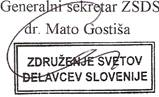 Generalni sekretar ZSDS
dr. Mato Gostiša
ZDRUŽENJE SVETOV
DELAVCEV SLOVENIJE